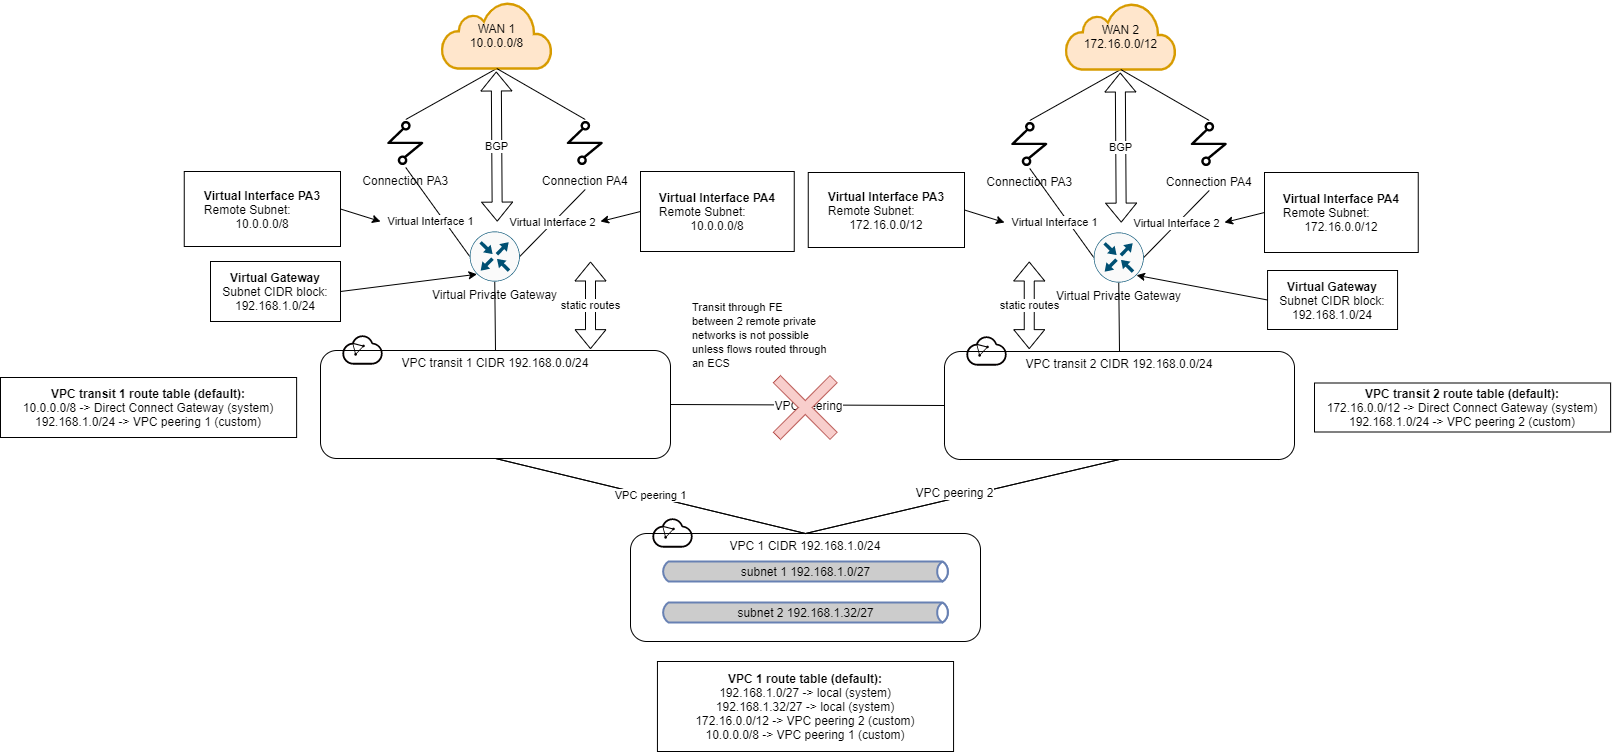 WAN 1
10.0.0.0/8
WAN 2
172.16.0.0/12
BGP
BGP
Connection PA3
Connection PA4
Connection PA3
Connection PA4
Virtual Interface PA3
Remote Subnet:
10.0.0.0/8
Virtual Interface 1
Virtual Interface 2
Virtual Interface PA4
Remote Subnet:
10.0.0.0/8
Virtual Interface PA3
Remote Subnet:
172.16.0.0/12
Virtual Interface 1
Virtual Interface 2
Virtual Interface PA4
Remote Subnet:
172.16.0.0/12
Virtual Gateway
Subnet CIDR block:
192.168.1.0/24
Virtual Private Gateway
static routes
Transit through FE
between 2 remote private
networks is not possible
unless flows routed through
an ECS
static routes
Virtual Private Gateway
Virtual Gateway
Subnet CIDR block:
192.168.1.0/24
VPC transit 1 CIDR 192.168.0.0/24
VPC transit 2 CIDR 192.168.0.0/24
VPC transit 1 route table (default):
10.0.0.0/8 -> Direct Connect Gateway (system)
192.168.1.0/24 -> VPC peering 1 (custom)
VPC peering
VPC transit 2 route table (default):
172.16.0.0/12 -> Direct Connect Gateway (system)
192.168.1.0/24 -> VPC peering 2 (custom)
VPC peering 1
VPC peering 2
VPC 1 CIDR 192.168.1.0/24
subnet 1 192.168.1.0/27
subnet 2 192.168.1.32/27
VPC 1 route table (default):
192.168.1.0/27 -> local (system)
192.168.1.32/27 -> local (system)
172.16.0.0/12 -> VPC peering 2 (custom)
10.0.0.0/8 -> VPC peering 1 (custom)